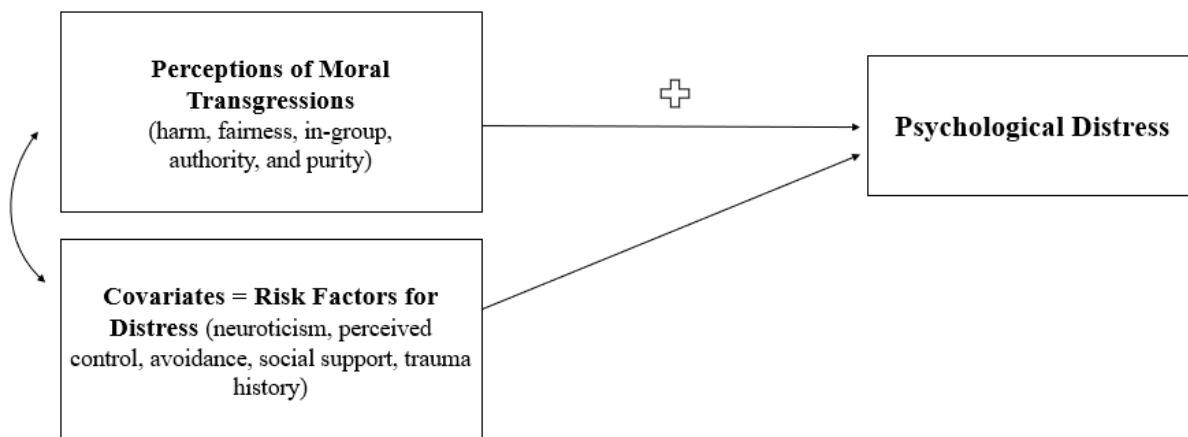 Perceptions of Moral
Transgressions
(harm, fairness, in-group,
authority, and purity)
Psychological Distress
Covariates = Risk Factors for
Distress (neuroticism, perceived
control, avoidance, social support, trauma
history)